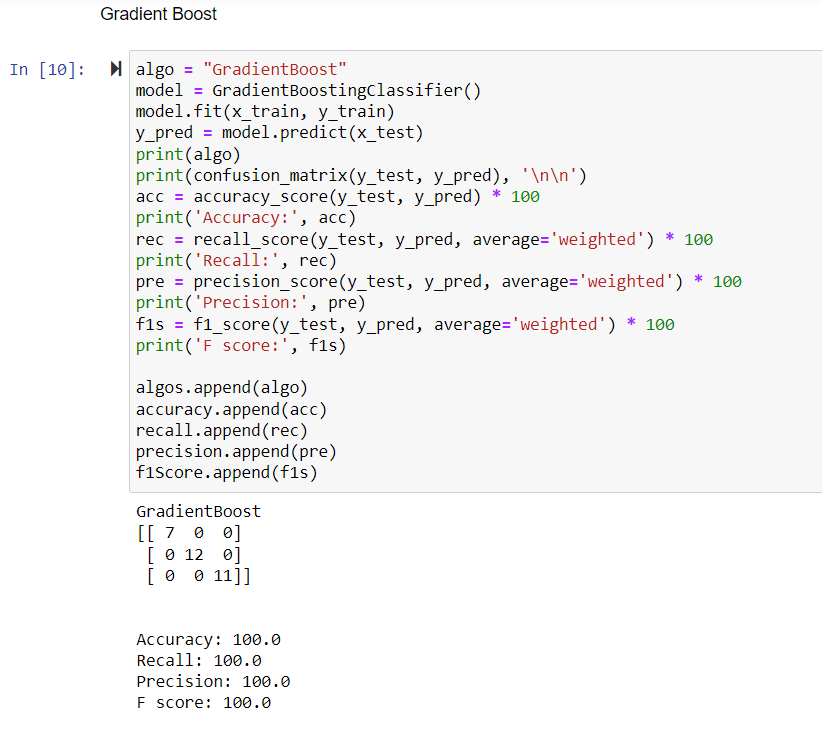 Gradient Boost
In [10]:
algo = "GradientBoost"
model = GradientBoostingClassifier()
model.fit(x_train, y_train)
y_pred = model.predict(x_test)
print(algo)
print(confusion_matrix(y_test, y_pred), '\n\n')
acc = accuracy_score(y_test, y_pred) * 100
print('Accuracy:', acc)
rec = recall_score(y_test, y_pred, average='weighted') * 100
print('Recall:', rec)
pre = precision_score(y_test, y_pred, average='weighted') * 100
print('Precision:', pre)
f1s = f1_score(y_test, y_pred, average='weighted') * 100
print('F score:', f1s)
algos.append(algo)
accuracy.append(acc)
recall.append(rec)
precision.append(pre)
f1Score.append(f1s)
GradientBoost
[[ 7  0  0]
 [ 0 12  0]
 [ 0  0 11]]
Accuracy: 100.0
Recall: 100.0
Precision: 100.0
F score: 100.0